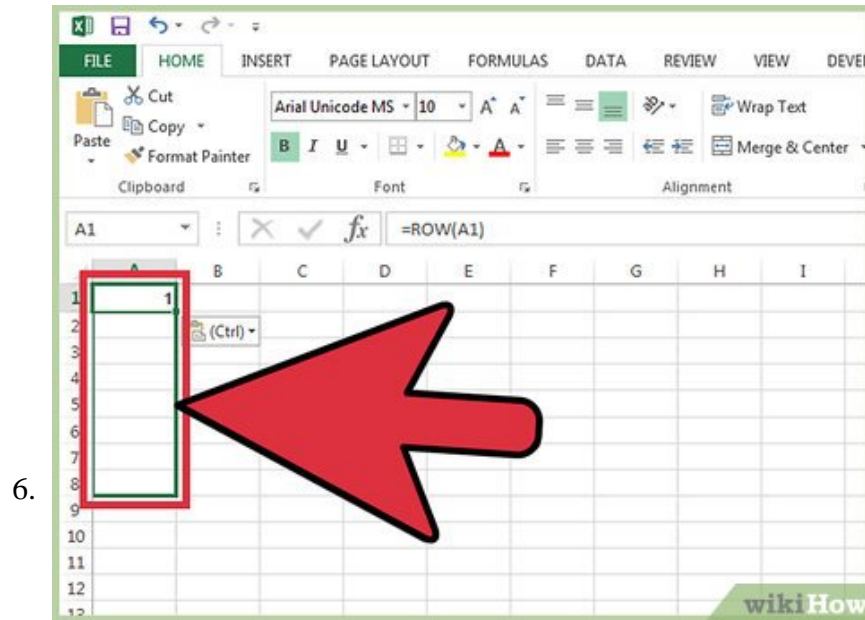 FILE HOME INSERT PAGE LAYOUT FORMULAS DATA REVIEW VIEW DEVE
Cut
Copy
Format Painter
Paste
Arial Unicode MS 10 A A
B I U A
Wrap Text
Merge & Center
Clipboard Font Alignment
A1 fx =ROW(A1)
A B C D E F G H I
1 1
2 (Ctrl)
3
4
5
6
7
8
9
10
11
12
13
6.
wikiHow